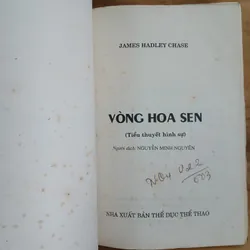 JAMES HADLEY CHASE
VÒNG HOA SEN
(Tiểu thuyết hình sự)
Người dịch: NGUYỄN MINH NGUYÊN
NHÀ XUẤT BẢN THỂ DỤC THỂ THAO